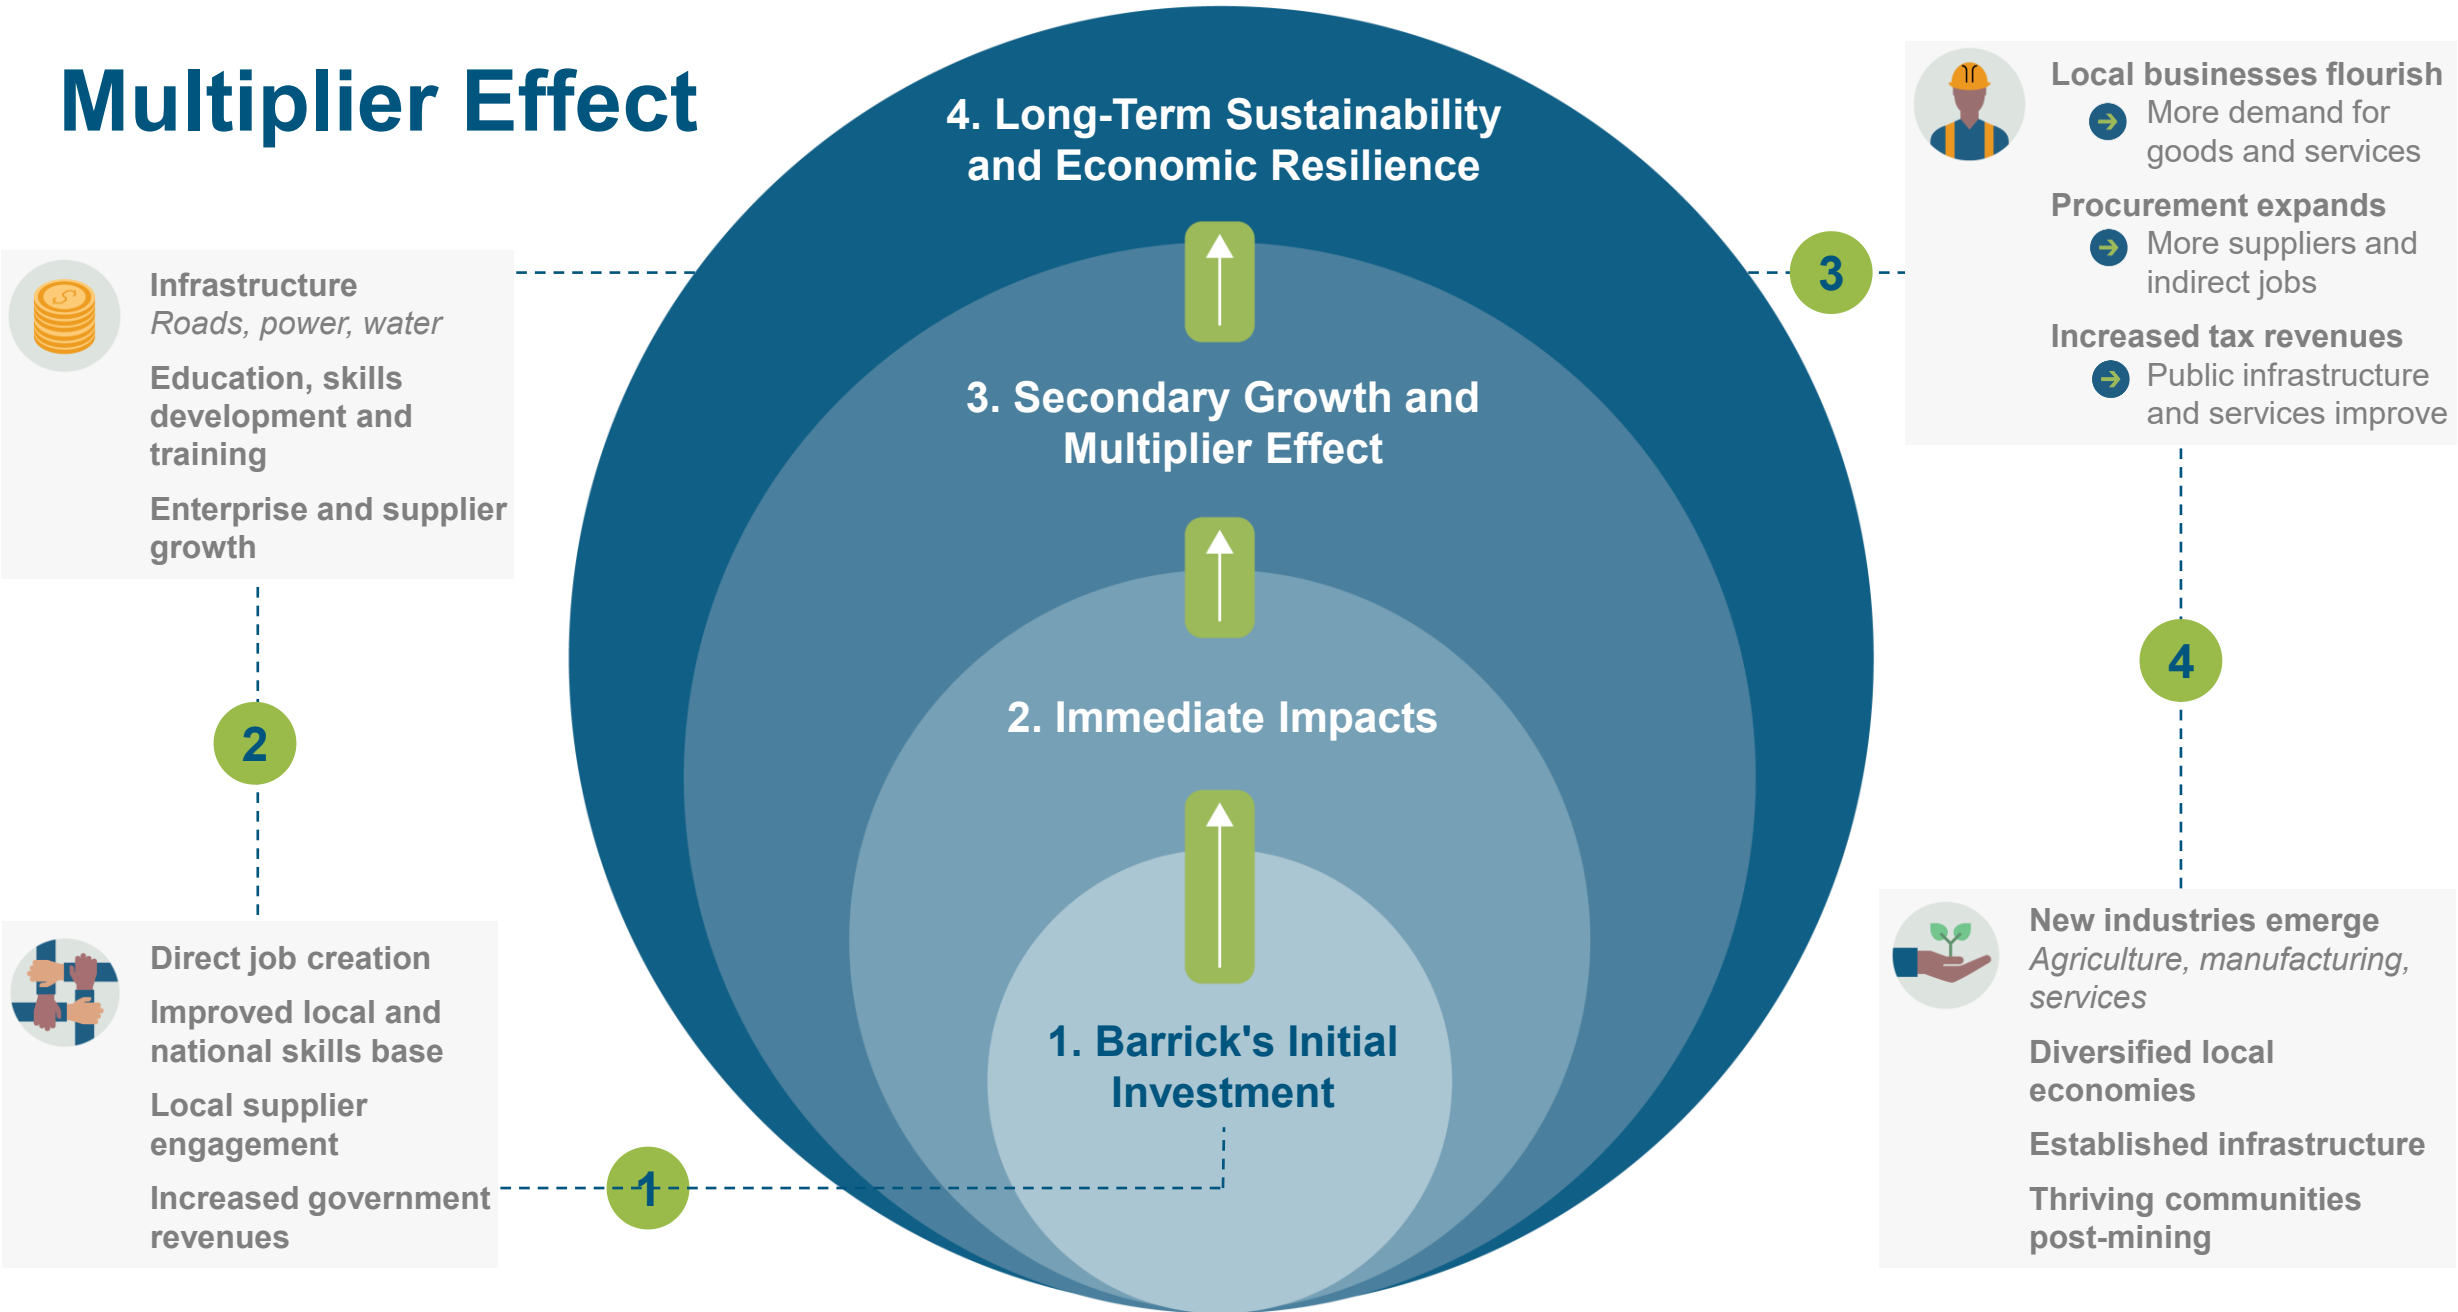 Multiplier Effect
4. Long-Term Sustainability
and Economic Resilience
3. Secondary Growth and
Multiplier Effect
2. Immediate Impacts
1. Barrick's Initial
Investment
1
Direct job creation
Improved local and
national skills base
Local supplier
engagement
Increased government
revenues
2
Infrastructure
Roads, power, water
Education, skills
development and
training
Enterprise and supplier
growth
3
Local businesses flourish
More demand for
goods and services
Procurement expands
More suppliers and
indirect jobs
Increased tax revenues
Public infrastructure
and services improve
4
New industries emerge
Agriculture, manufacturing,
services
Diversified local
economies
Established infrastructure
Thriving communities
post-mining